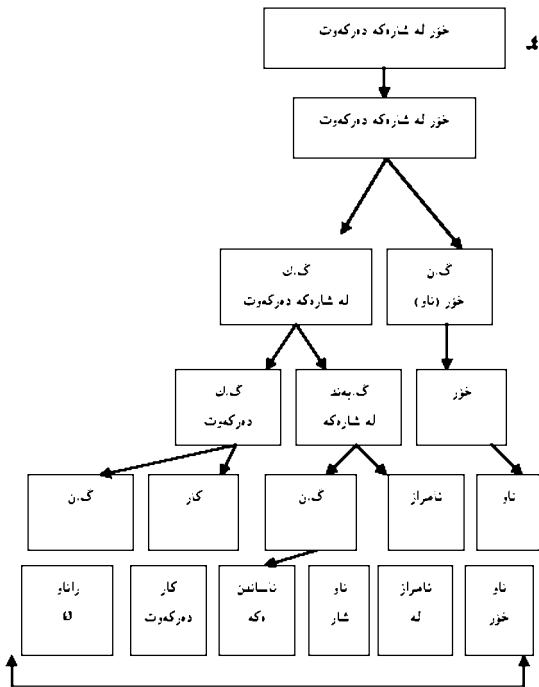 خۆر لە شارەکە دەرکەوت
خۆر لە شارەکە دەرکەوت
گ.ن
خۆر (ناو)
گ.ك
لە شارەکە دەرکەوت
خۆر
گ.بەند
لە شارەکە
گ.ك
دەرکەوت
ناو
ئامراز
گ.ن
کار
گ.ن
ناو
خۆر
ئامراز
لە
ناو
شار
ناساندن
ەکە
کار
دەرکەوت
راناو
Ø